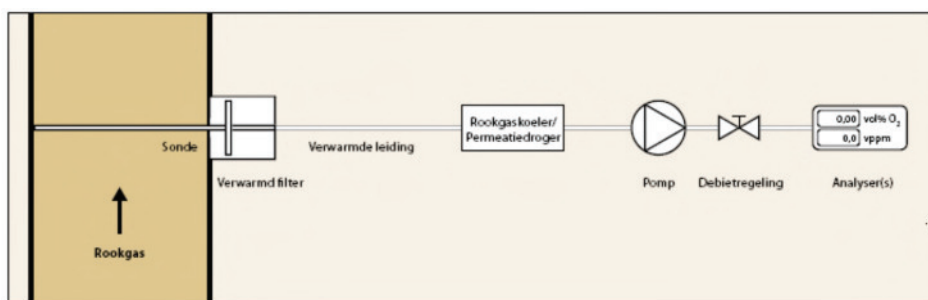 Sonde
Verwarmd filter
Verwarmde leiding
Rookgaskoeler/
Permeatiedroger
Pomp
Debietregeling
0,00 vol% O₂
0,0 vppm
Analyser(s)
Rookgas